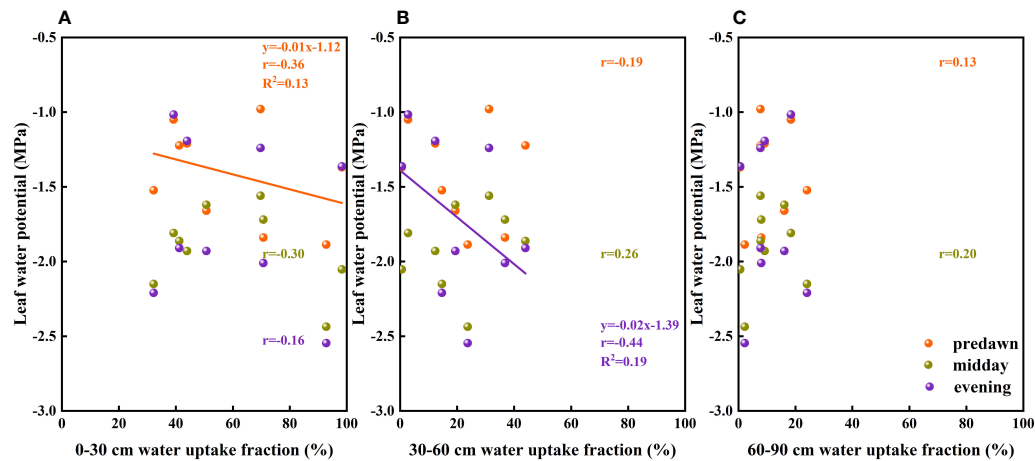 A
B
C
y=-0.01x-1.12
r=-0.36
R²=0.13
r=-0.30
r=-0.16
r=-0.19
r=0.26
y=-0.02x-1.39
r=-0.44
R²=0.19
r=0.13
r=0.20
predawn
midday
evening
Leaf water potential (MPa)
-0.5
-1.0
-1.5
-2.0
-2.5
-3.0
0 20 40 60 80 100
0-30 cm water uptake fraction (%)
Leaf water potential (MPa)
-0.5
-1.0
-1.5
-2.0
-2.5
-3.0
0 20 40 60 80 100
30-60 cm water uptake fraction (%)
Leaf water potential (MPa)
-0.5
-1.0
-1.5
-2.0
-2.5
-3.0
0 20 40 60 80 100
60-90 cm water uptake fraction (%)